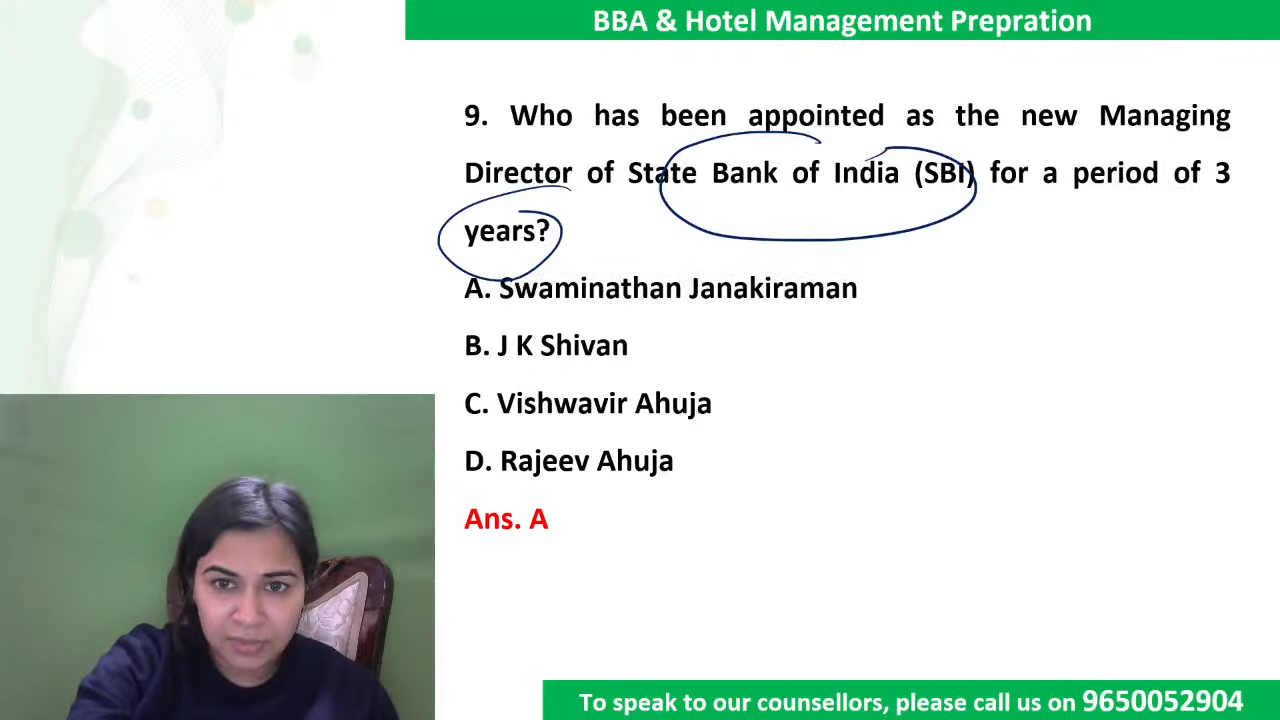 BBA & Hotel Management Prepration
9. Who has been appointed as the new Managing
Director of State Bank of India (SBI) for a period of 3
years?
A. Swaminathan Janakiraman
B. J K Shivan
C. Vishwavir Ahuja
D. Rajeev Ahuja
Ans. A
To speak to our counsellors, please call us on 9650052904